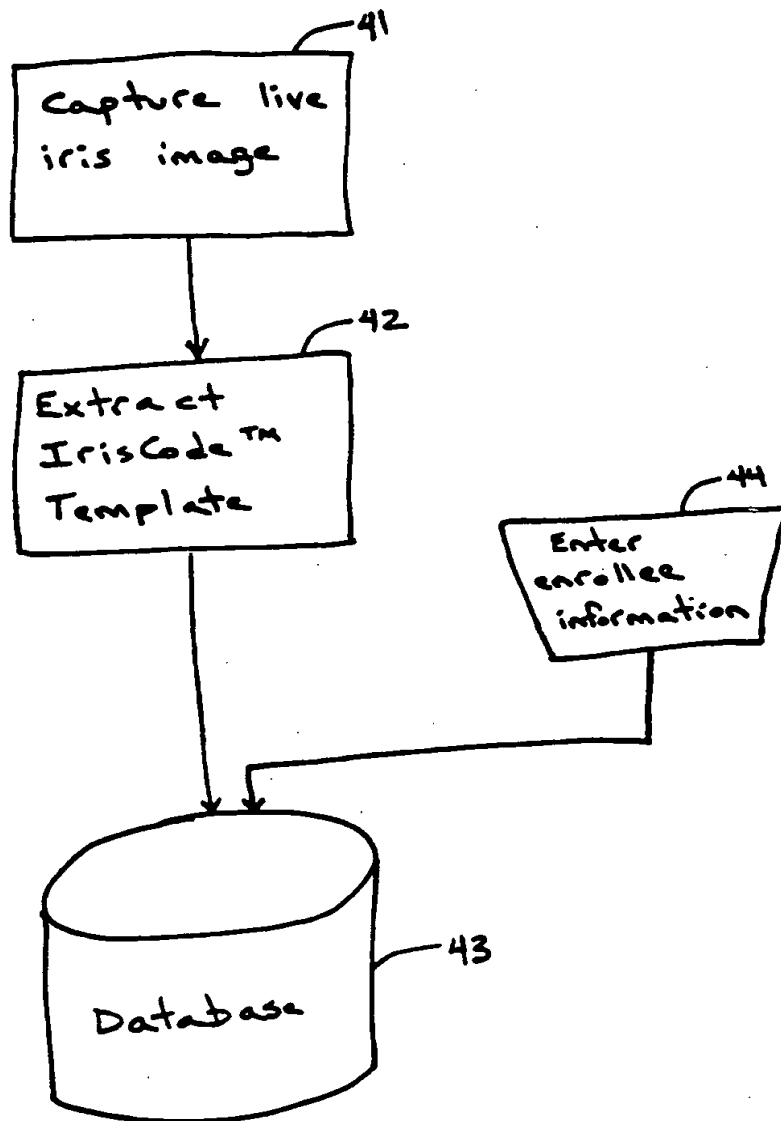 41
Capture live
iris image
42
Extract
IrisCode™
Template
44
Enter
enrollee
information
43
Database